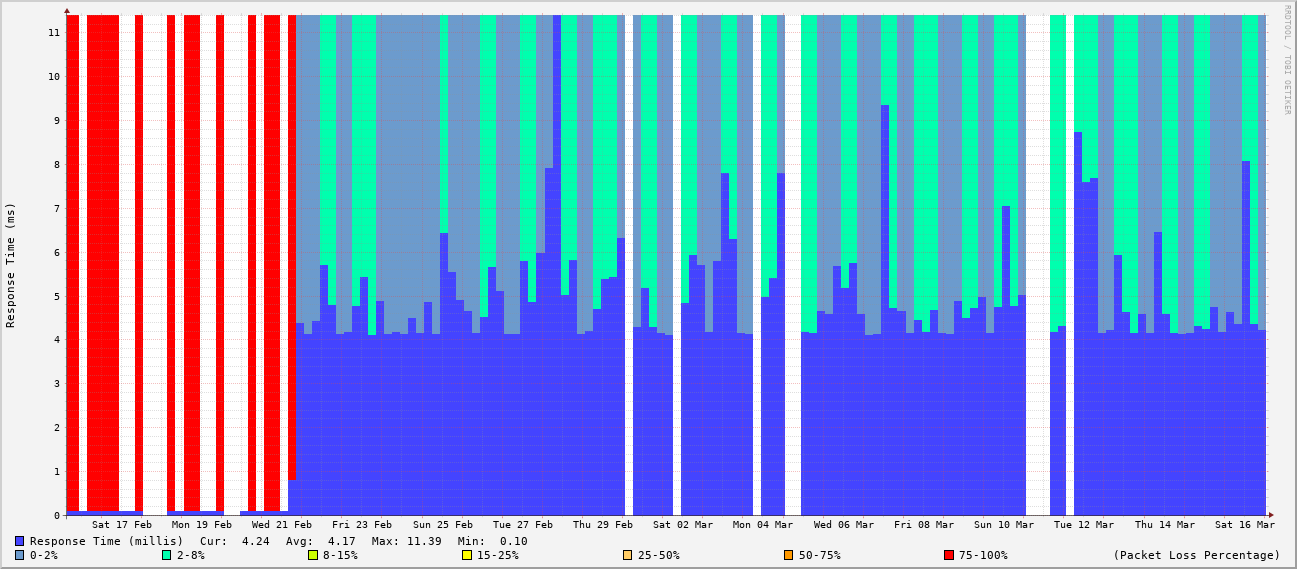 RRDTOOL / TOBI OETIKER
Response Time (ms)
11
10
9
8
7
6
5
4
3
2
1
0
Sat 17 Feb Mon 19 Feb Wed 21 Feb Fri 23 Feb Sun 25 Feb Tue 27 Feb Thu 29 Feb Sat 02 Mar Mon 04 Mar Wed 06 Mar Fri 08 Mar Sun 10 Mar Tue 12 Mar Thu 14 Mar Sat 16 Mar
Response Time (millis) Cur: 4.24 Avg: 4.17 Max: 11.39 Min: 0.10
0-2% 2-8% 8-15% 15-25% 25-50% 50-75% 75-100% (Packet Loss Percentage)